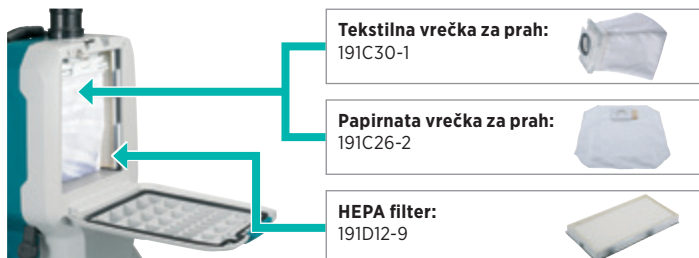 Tekstilna vrečka za prah:
191C30-1
Papirnata vrečka za prah:
191C26-2
HEPA filter:
191D12-9